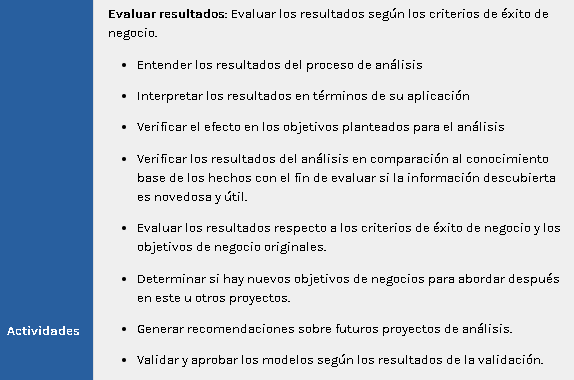 Evaluar resultados: Evaluar los resultados según los criterios de éxito de
negocio.
• Entender los resultados del proceso de análisis
• Interpretar los resultados en términos de su aplicación
• Verificar el efecto en los objetivos planteados para el análisis
• Verificar los resultados del análisis en comparación al conocimiento
base de los hechos con el fin de evaluar si la información descubierta
es novedosa y útil.
• Evaluar los resultados respecto a los criterios de éxito de negocio y los
objetivos de negocio originales.
• Determinar si hay nuevos objetivos de negocios para abordar después
en este u otros proyectos.
Actividades
• Generar recomendaciones sobre futuros proyectos de análisis.
• Validar y aprobar los modelos según los resultados de la validación.